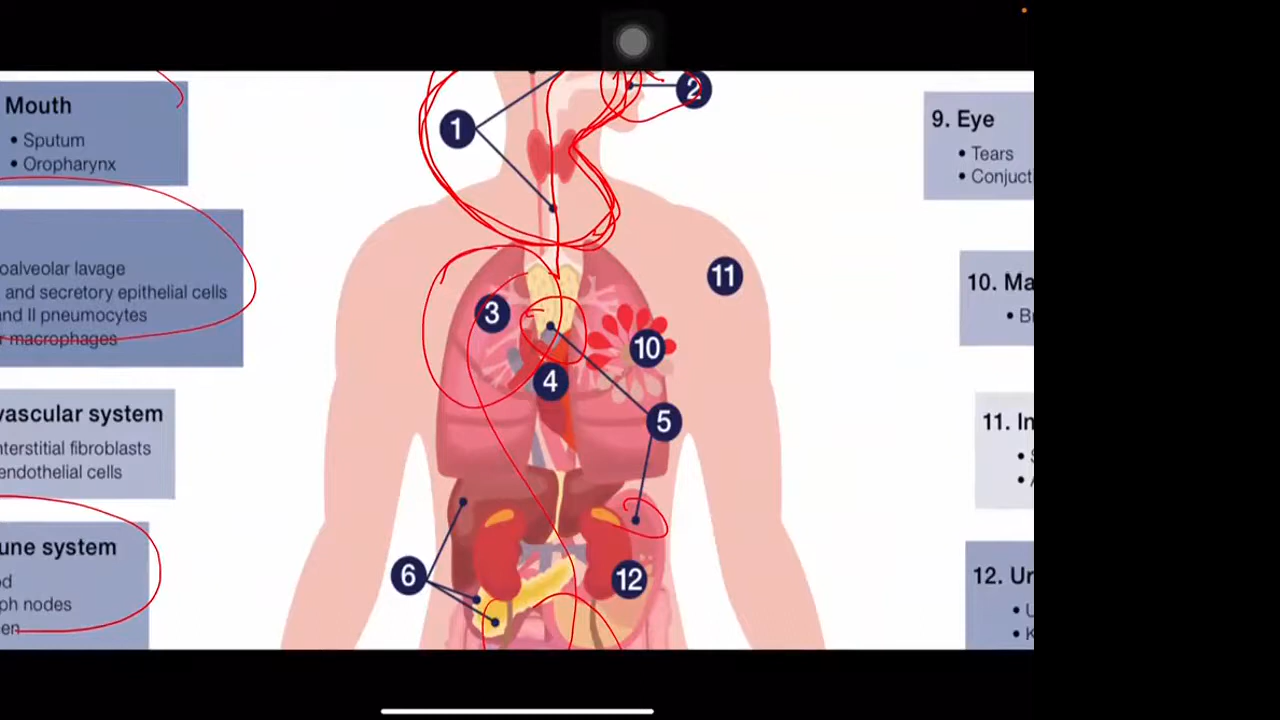 Mouth
• Sputum
• Oropharynx
oalveolar lavage
and secretory epithelial cells
and II pneumocytes
macrophages
vascular system
nterstitial fibroblasts
endothelial cells
une system
d
ph nodes
en
1
2
3
4
5
6
10
11
12
9. Eye
• Tears
• Conjuct
10. Ma
• B
11. In
12. Ur